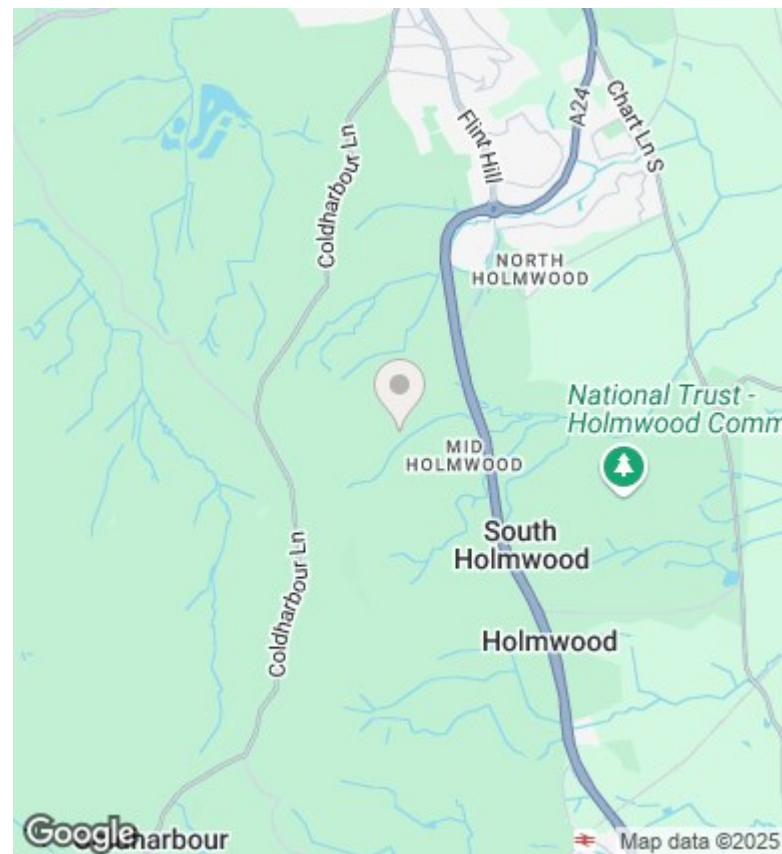 Coldharbour Ln
Flint Hill
A24
Chart Ln S
NORTH
HOLMWOOD
National Trust -
Holmwood Comm
MID
HOLMWOOD
South
Holmwood
Coldharbour Ln
Holmwood
Google
Map data ©2025